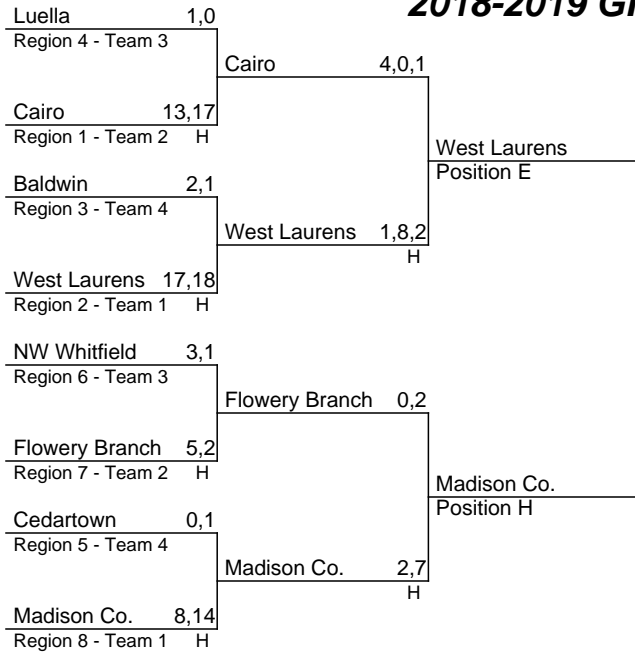 2018-2019 G
Luella 1,0
Region 4 - Team 3
Cairo 4,0,1
Cairo 13,17
Region 1 - Team 2 H
West Laurens
Position E
Baldwin 2,1
Region 3 - Team 4
West Laurens 1,8,2
H
West Laurens 17,18
Region 2 - Team 1 H
NW Whitfield 3,1
Region 6 - Team 3
Flowery Branch 0,2
Flowery Branch 5,2
Region 7 - Team 2 H
Madison Co.
Position H
Cedartown 0,1
Region 5 - Team 4
Madison Co. 2,7
H
Madison Co. 8,14
Region 8 - Team 1 H